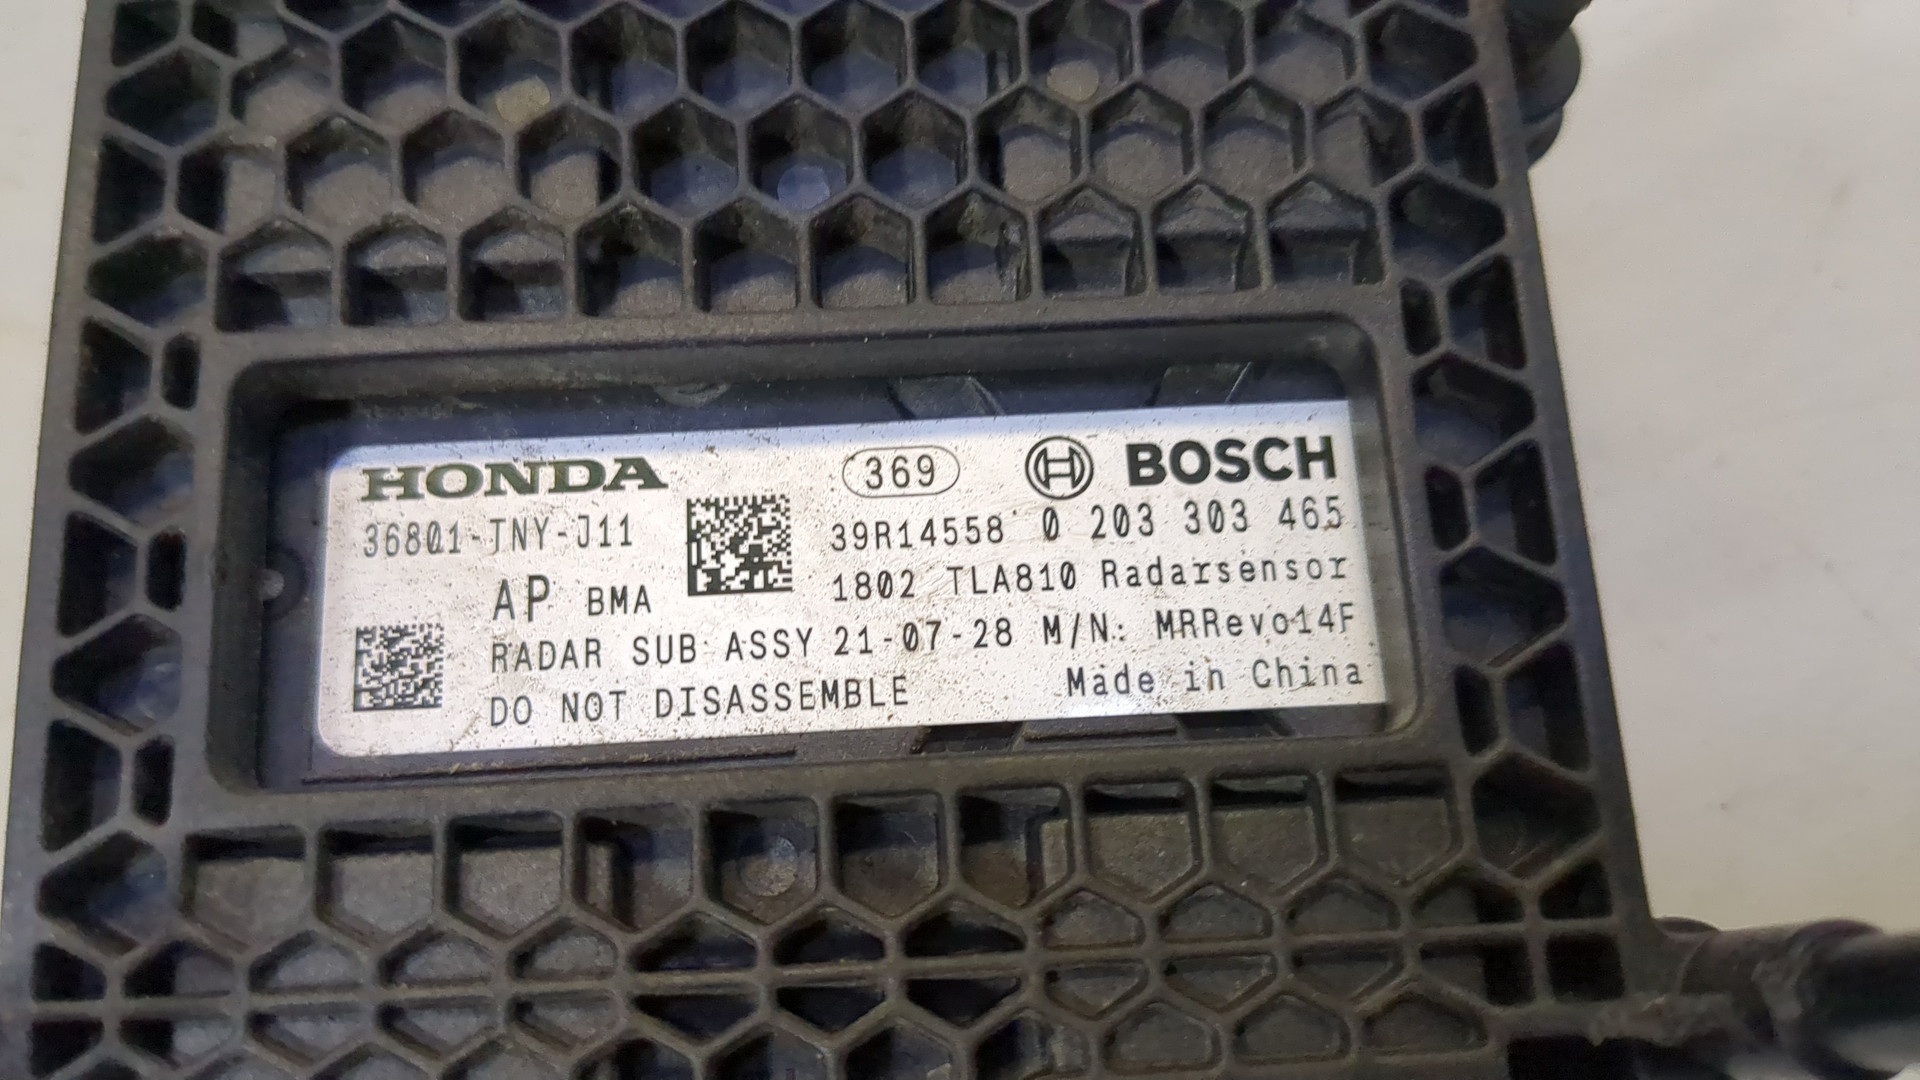 HONDA 369 BOSCH
36801-TNY-J11 39R14558 0 203 303 465
AP BMA 1802 TLA810 Radarsensor
RADAR SUB ASSY 21-07-28 M/N: MRRevo14F
DO NOT DISASSEMBLE Made in China